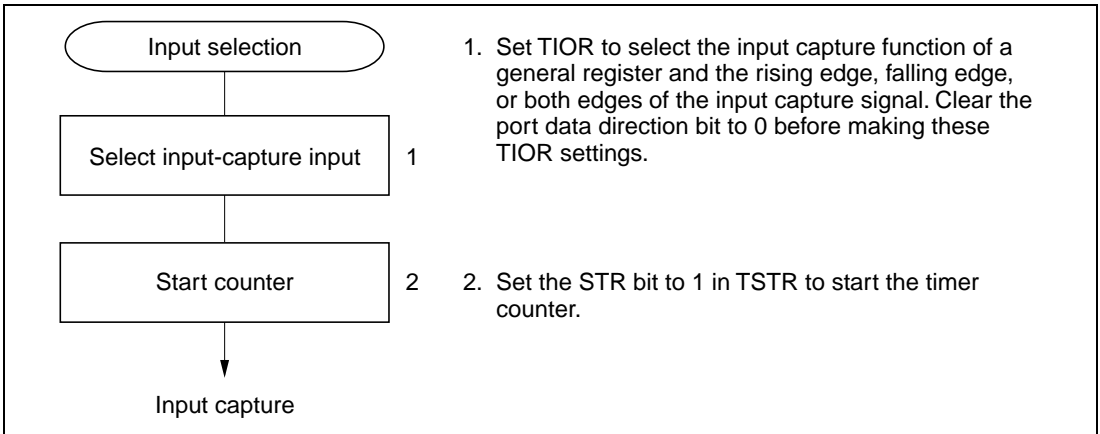 Input selection
1. Set TIOR to select the input capture function of a
general register and the rising edge, falling edge,
or both edges of the input capture signal. Clear the
port data direction bit to 0 before making these
TIOR settings.
Select input-capture input 1
Start counter 2
2. Set the STR bit to 1 in TSTR to start the timer
counter.
Input capture